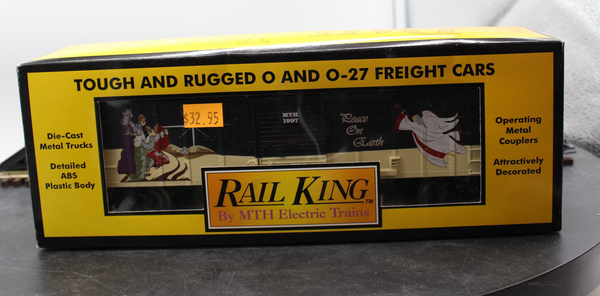 TOUGH AND RUGGED O AND O-27 FREIGHT CARS
Die-Cast
Metal Trucks
Detailed
ABS
Plastic Body
$32.95
MTH
1997
Peace
On
Earth
Operating
Metal
Couplers
Attractively
Decorated
RAIL KING™
By MTH Electric Trains